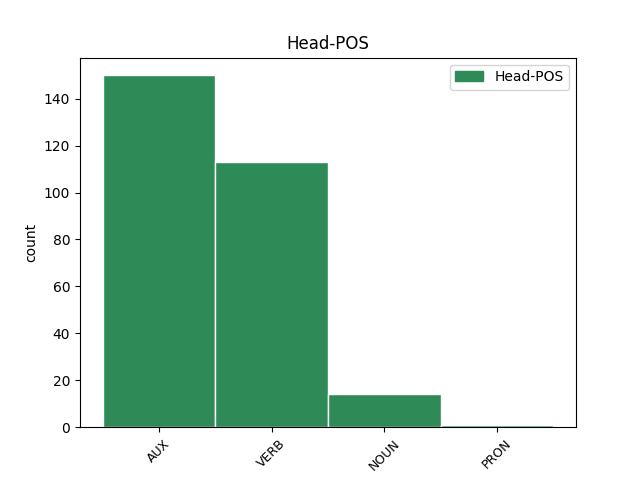 Head-POS
Head-POS
count
140
120
100
80
60
40
20
0
AUX
VERB
NOUN
PRON